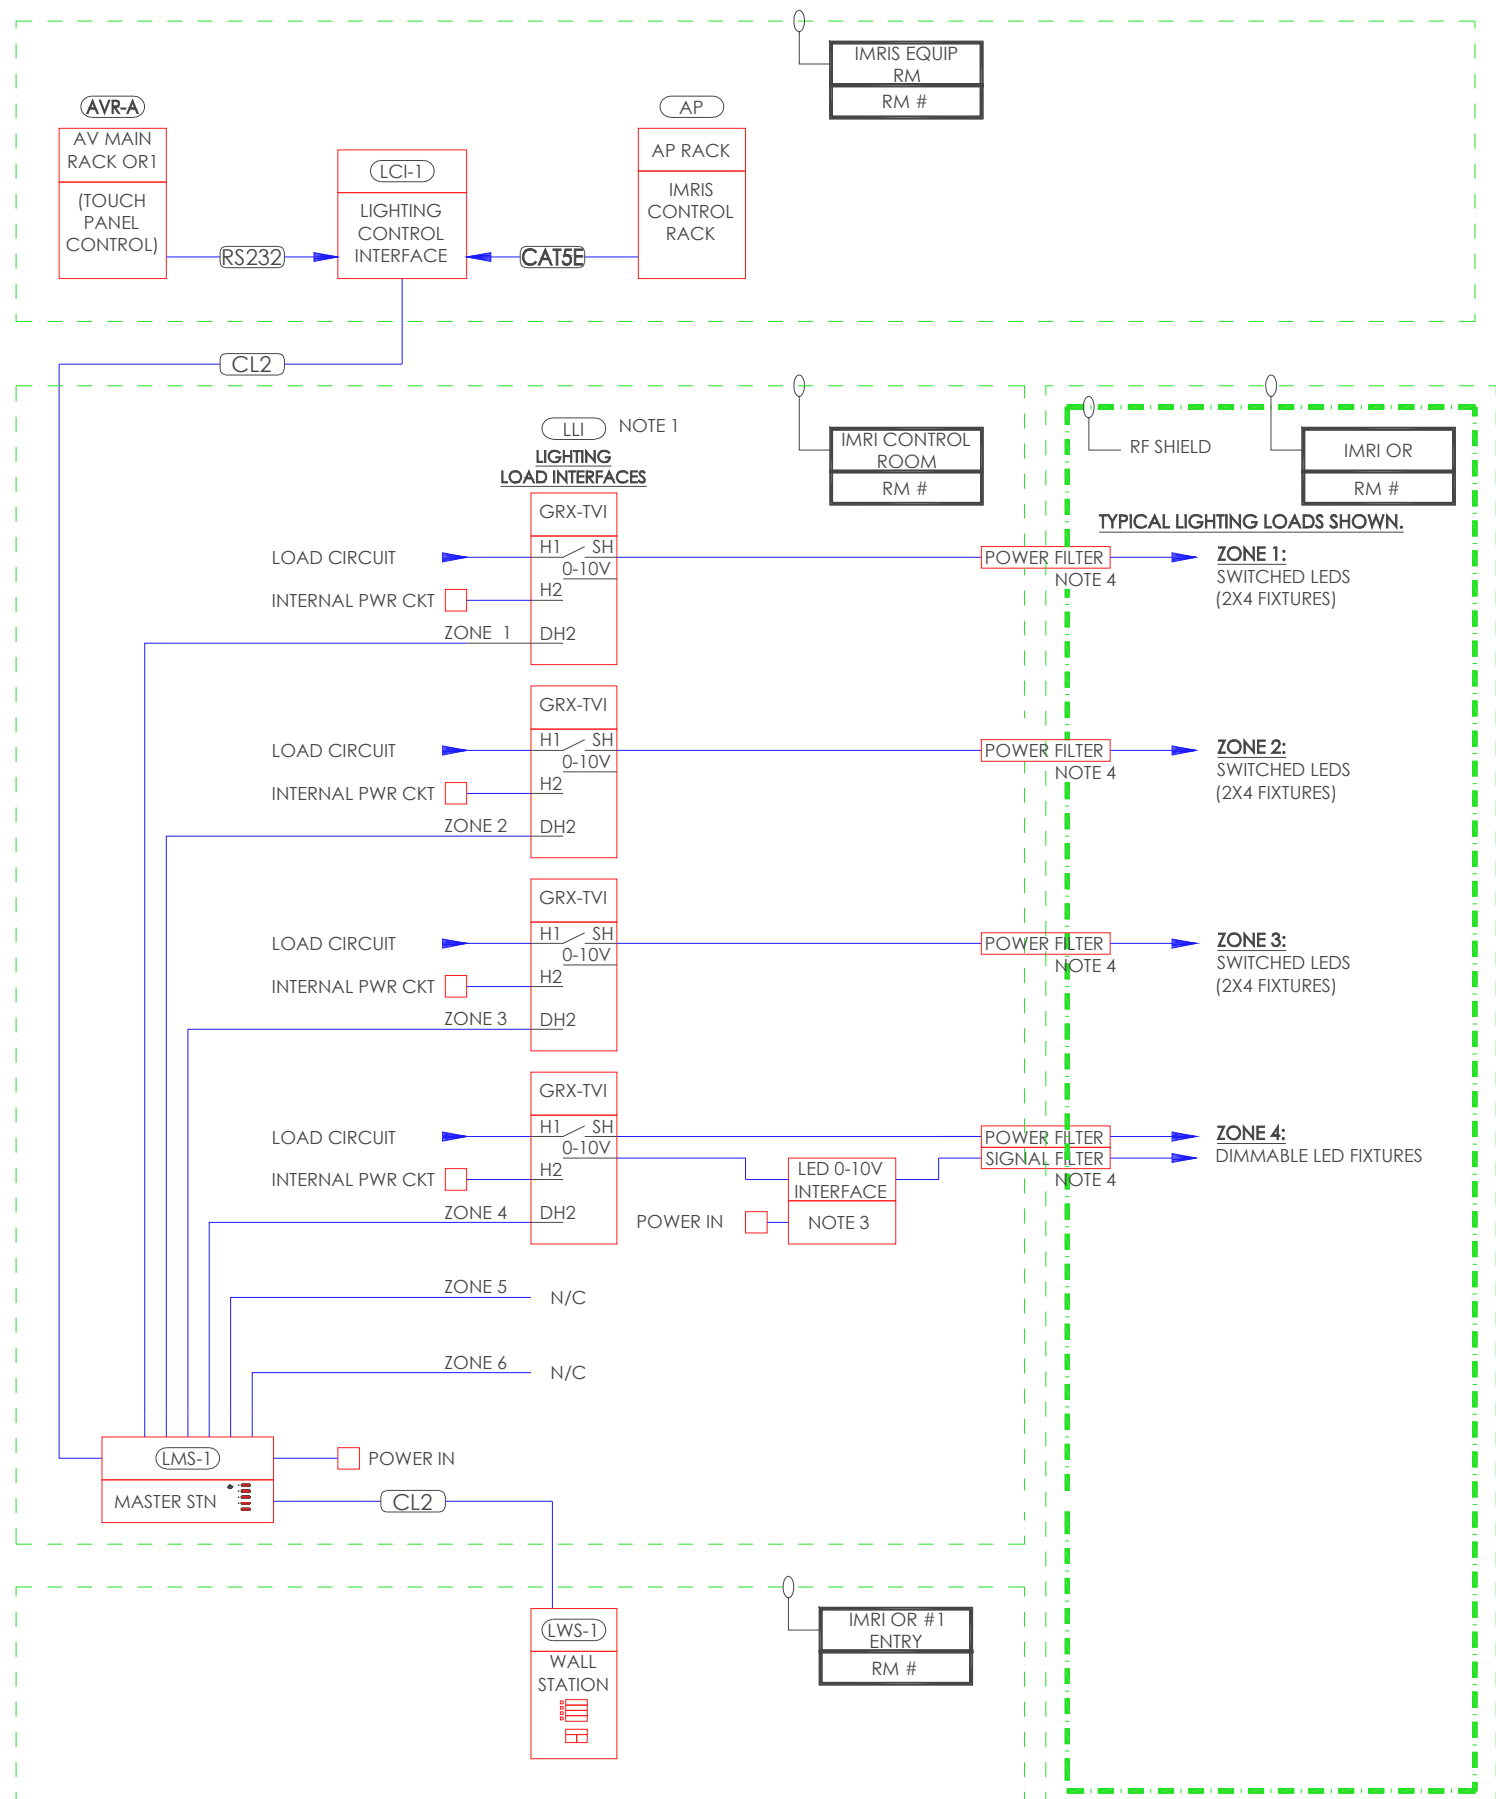 IMRIS EQUIP
RM
RM #
AVR-A
AV MAIN
RACK OR1
(TOUCH
PANEL
CONTROL)
RS232
LCI-1
LIGHTING
CONTROL
INTERFACE
CAT5E
AP
AP RACK
IMRIS
CONTROL
RACK
CL2
LLI
NOTE 1
LIGHTING
LOAD INTERFACES
IMRI CONTROL
ROOM
RM #
RF SHIELD
IMRI OR
RM #
TYPICAL LIGHTING LOADS SHOWN.
GRX-TVI
LOAD CIRCUIT
H1
SH
0-10V
INTERNAL PWR CKT
H2
ZONE 1
DH2
POWER FILTER
NOTE 4
ZONE 1:
SWITCHED LEDS
(2X4 FIXTURES)
GRX-TVI
LOAD CIRCUIT
H1
SH
0-10V
INTERNAL PWR CKT
H2
ZONE 2
DH2
POWER FILTER
NOTE 4
ZONE 2:
SWITCHED LEDS
(2X4 FIXTURES)
GRX-TVI
LOAD CIRCUIT
H1
SH
0-10V
INTERNAL PWR CKT
H2
ZONE 3
DH2
POWER FILTER
NOTE 4
ZONE 3:
SWITCHED LEDS
(2X4 FIXTURES)
GRX-TVI
LOAD CIRCUIT
H1
SH
0-10V
INTERNAL PWR CKT
H2
ZONE 4
DH2
LED 0-10V
INTERFACE
POWER IN
NOTE 3
POWER FILTER
SIGNAL FILTER
NOTE 4
ZONE 4:
DIMMABLE LED FIXTURES
ZONE 5
N/C
ZONE 6
N/C
LMS-1
POWER IN
MASTER STN
CL2
LWS-1
WALL
STATION
IMRI OR #1
ENTRY
RM #